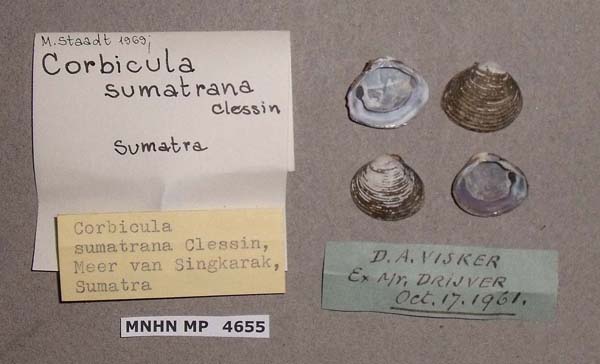 M. Staadt 1969;
Corbicula
sumatrana
Clessin
Sumatra
Corbicula
sumatrana Clessin,
Meer van Singkarak,
Sumatra
MNHN MP 4655
D. A. VISKER
Ex Mr. DRIJVER
Oct. 17. 1961.